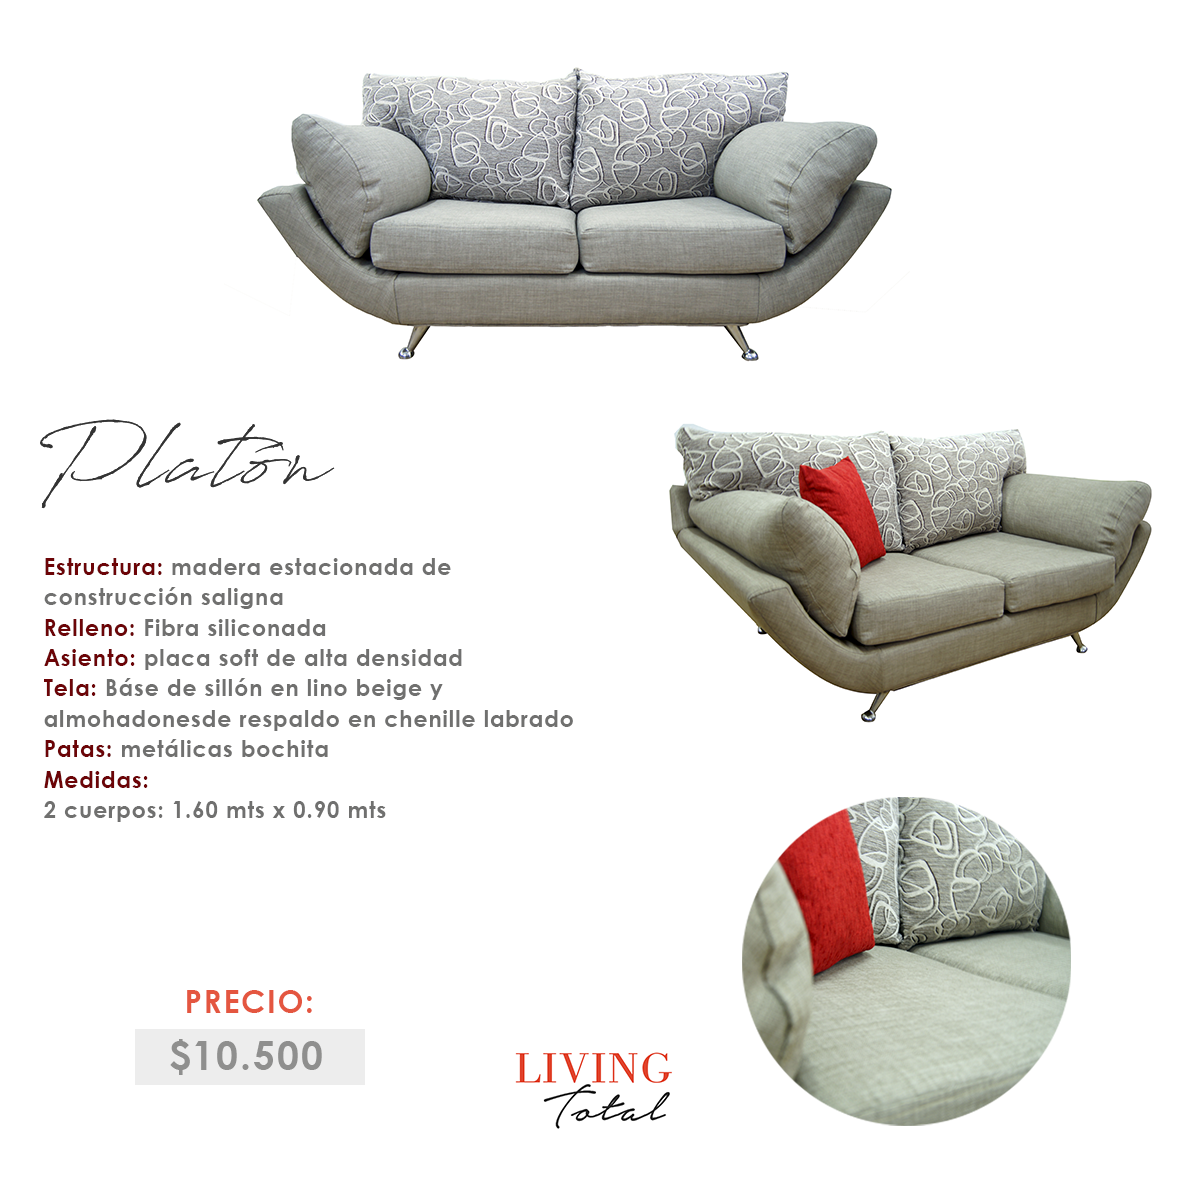 Platón
Estructura: madera estacionada de
construcción saligna
Relleno: Fibra siliconada
Asiento: placa soft de alta densidad
Tela: Báse de sillón en lino beige y
almohadonesde respaldo en chenille labrado
Patas: metálicas bochita
Medidas:
2 cuerpos: 1.60 mts x 0.90 mts
PRECIO:
$10.500
LIVING
Total